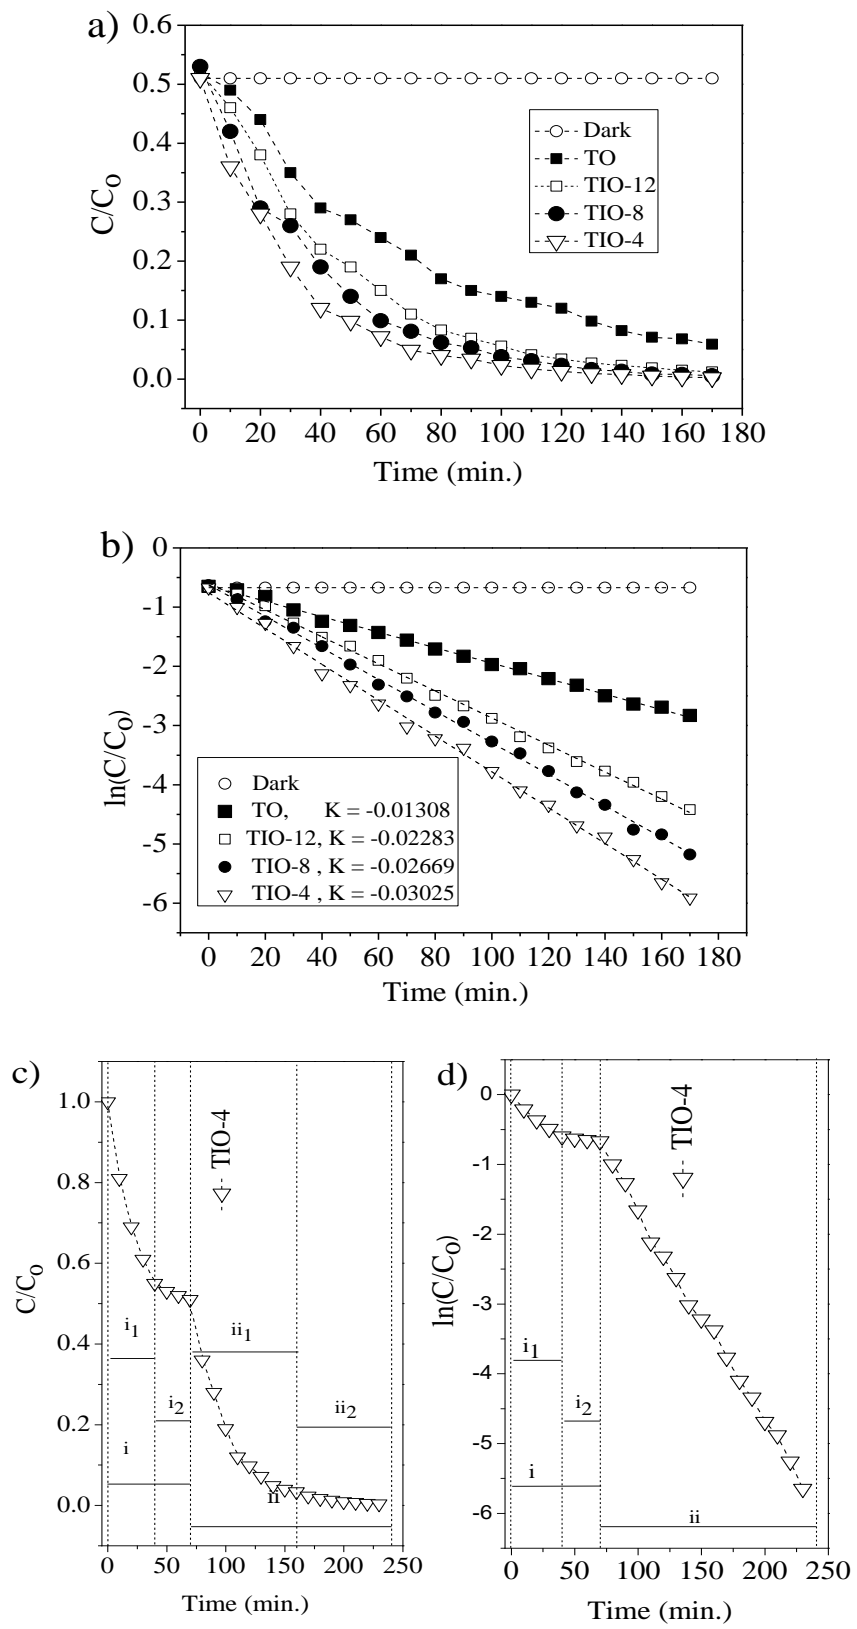 a)
0.6
0.5
0.4
0.3
0.2
0.1
0.0
C/C₀
Dark
TO
TIO-12
TIO-8
TIO-4
0 20 40 60 80 100 120 140 160 180
Time (min.)
b)
0
-1
-2
-3
-4
-5
-6
ln(C/C₀)
Dark
TO, K = -0.01308
TIO-12, K = -0.02283
TIO-8 , K = -0.02669
TIO-4 , K = -0.03025
0 20 40 60 80 100 120 140 160 180
Time (min.)
c)
1.0
0.8
0.6
0.4
0.2
0.0
C/C₀
TIO-4
i₁
ii₁
i₂
ii₂
i
ii
0 50 100 150 200 250
Time (min.)
d)
0
-1
-2
-3
-4
-5
-6
ln(C/C₀)
TIO-4
i₁
i₂
i
ii
0 50 100 150 200 250
Time (min.)